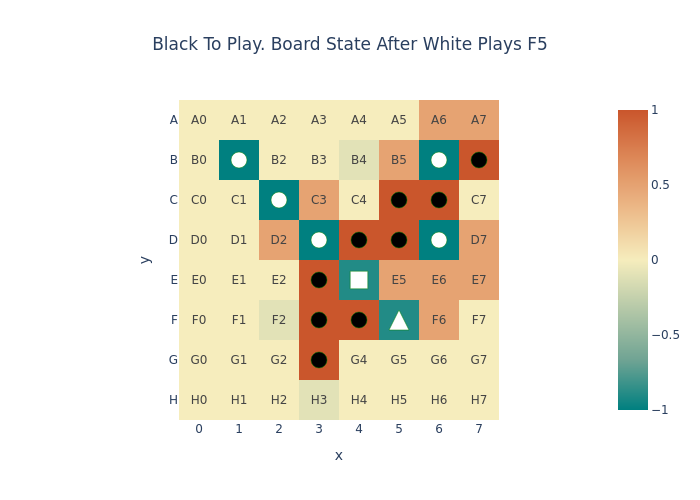 Black To Play. Board State After White Plays F5
A A0 A1 A2 A3 A4 A5 A6 A7
B B0 B2 B3 B4 B5
C C0 C1 C3 C4 C7
D D0 D1 D2 D7
E E0 E1 E2 E5 E6 E7
F F0 F1 F2 F6 F7
G G0 G1 G2 G4 G5 G6 G7
H H0 H1 H2 H3 H4 H5 H6 H7
0 1 2 3 4 5 6 7
x
y
1
0.5
0
−0.5
−1